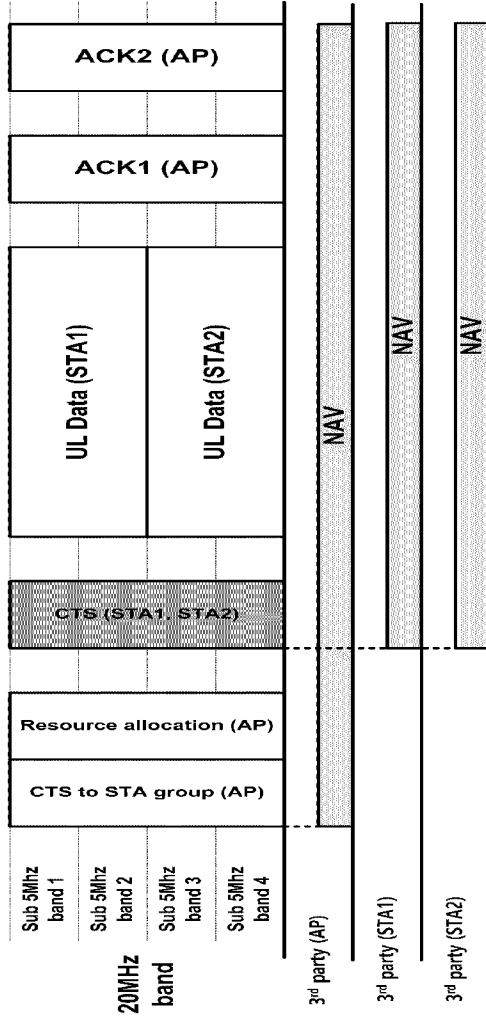 20MHz
band
Sub 5Mhz
band 1
Sub 5Mhz
band 2
Sub 5Mhz
band 3
Sub 5Mhz
band 4
CTS to STA group (AP)
Resource allocation (AP)
CTS (STA1, STA2)
UL Data (STA1)
UL Data (STA2)
ACK1 (AP)
ACK2 (AP)
3rd party (AP)
NAV
3rd party (STA1)
NAV
3rd party (STA2)
NAV